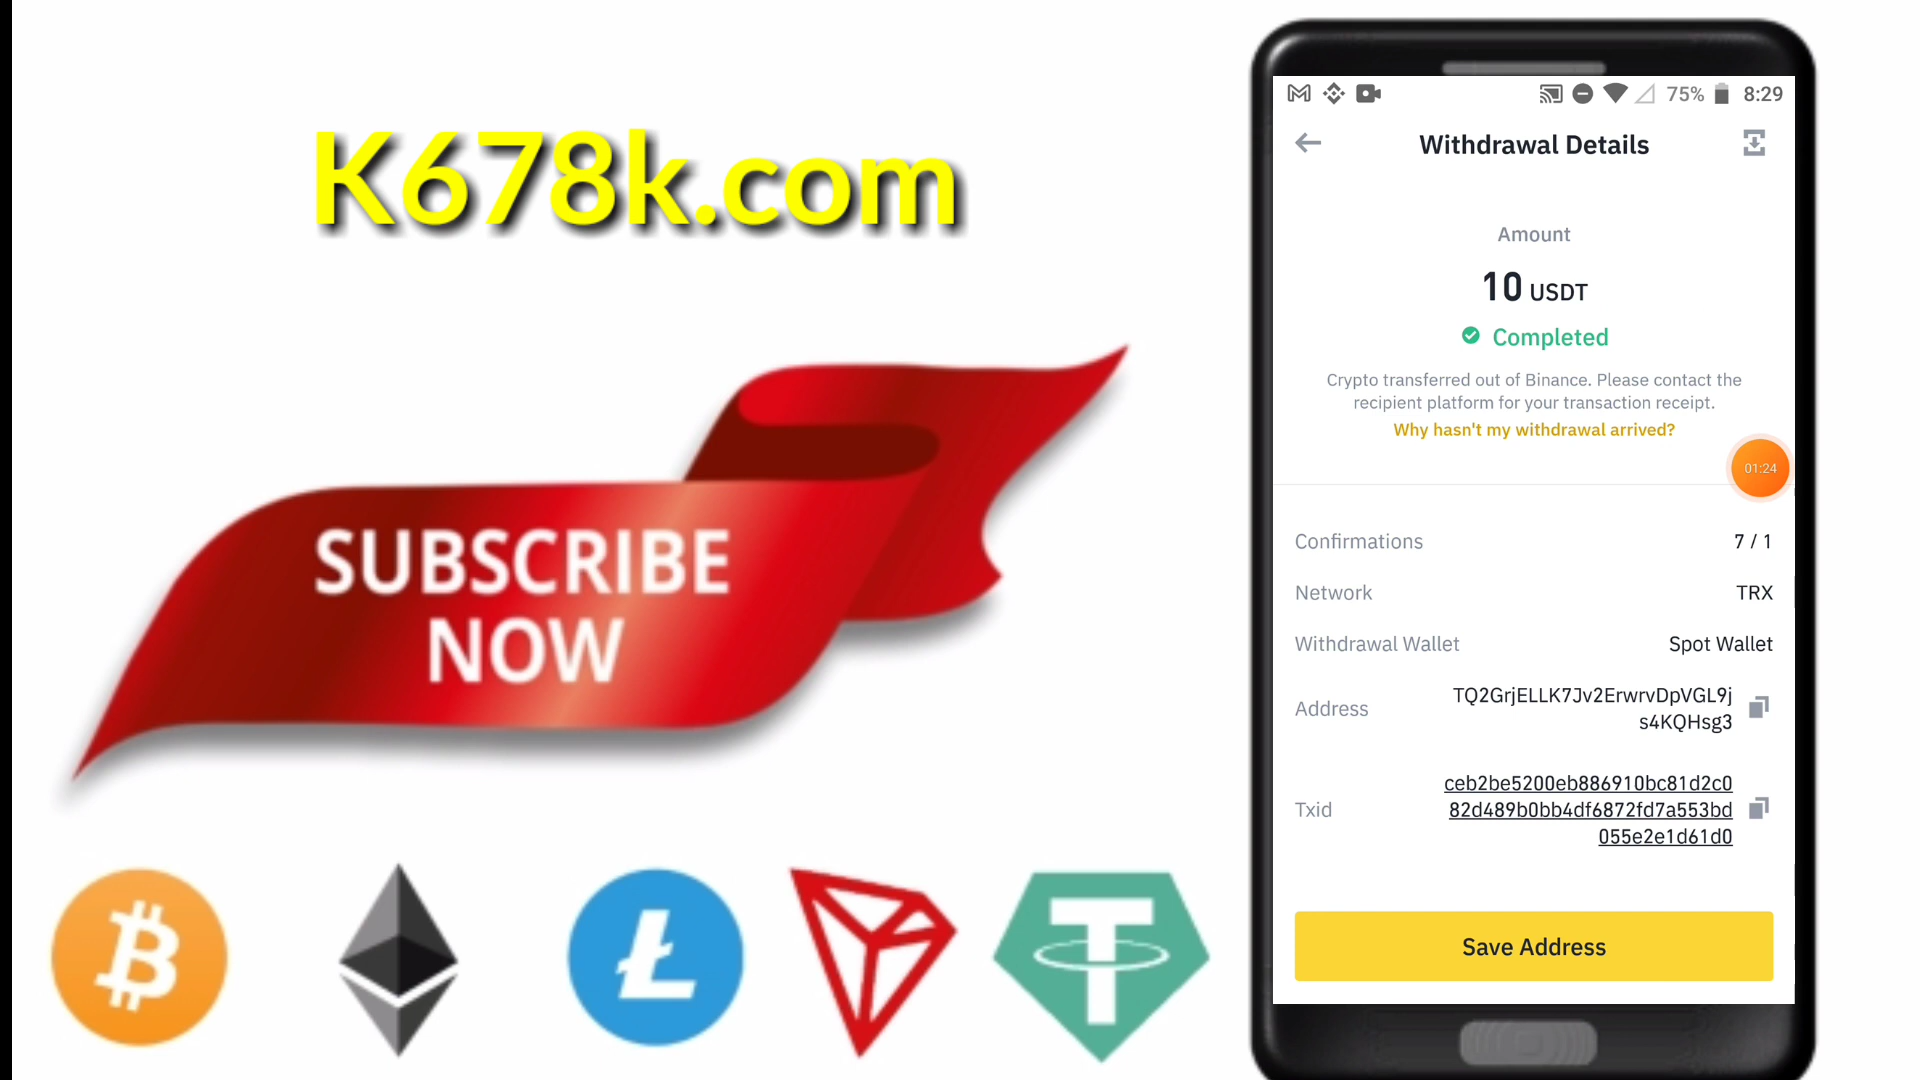 K678k.com
SUBSCRIBE
NOW
75% 8:29
Withdrawal Details
Amount
10 USDT
Completed
Crypto transferred out of Binance. Please contact the
recipient platform for your transaction receipt.
Why hasn't my withdrawal arrived?
01:24
Confirmations 7 / 1
Network TRX
Withdrawal Wallet Spot Wallet
Address TQ2GrjELLK7Jv2ErwrvDpVGL9j
s4KQHsg3
Txid ceb2be5200eb886910bc81d2c0
82d489b0bb4df6872fd7a553bd
055e2e1d61d0
Save Address